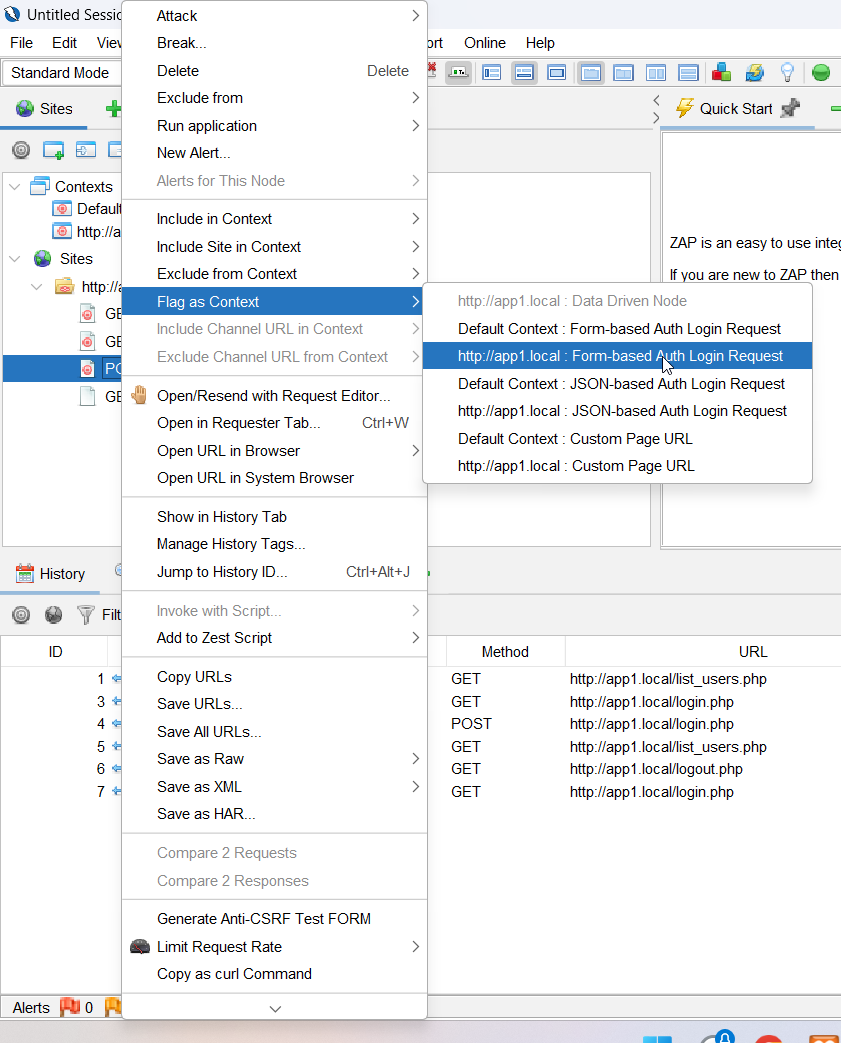 Untitled Sessio
File Edit View
ort Online Help
Standard Mode
Sites
Quick Start
Contexts
Default
http://a
Sites
http://a
GE
GE
PO
GE
ZAP is an easy to use integ
If you are new to ZAP then
Attack
Break...
Delete Delete
Exclude from
Run application
New Alert...
Alerts for This Node
Include in Context
Include Site in Context
Exclude from Context
Flag as Context
Include Channel URL in Context
Exclude Channel URL from Context
Open/Resend with Request Editor...
Open in Requester Tab... Ctrl+W
Open URL in Browser
Open URL in System Browser
Show in History Tab
Manage History Tags...
Jump to History ID... Ctrl+Alt+J
Invoke with Script...
Add to Zest Script
Copy URLs
Save URLs...
Save All URLs...
Save as Raw
Save as XML
Save as HAR...
Compare 2 Requests
Compare 2 Responses
Generate Anti-CSRF Test FORM
Limit Request Rate
Copy as curl Command
http://app1.local : Data Driven Node
Default Context : Form-based Auth Login Request
http://app1.local : Form-based Auth Login Request
Default Context : JSON-based Auth Login Request
http://app1.local : JSON-based Auth Login Request
Default Context : Custom Page URL
http://app1.local : Custom Page URL
History
Filt
ID Method URL
1 GET http://app1.local/list_users.php
3 GET http://app1.local/login.php
4 POST http://app1.local/login.php
5 GET http://app1.local/list_users.php
6 GET http://app1.local/logout.php
7 GET http://app1.local/login.php
Alerts 0